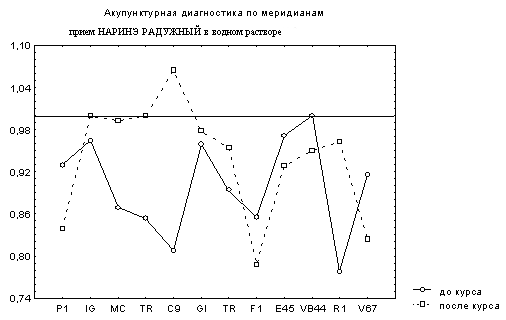 Акупунктурная диагностика по меридианам
прием НАРИНЭ РАДУЖНЫЙ в водном растворе
1,10
1,04
0,98
0,92
0,86
0,80
0,74
P1 IG MC TR C9 GI TR F1 E45 VB44 R1 V67
до курса
после курса